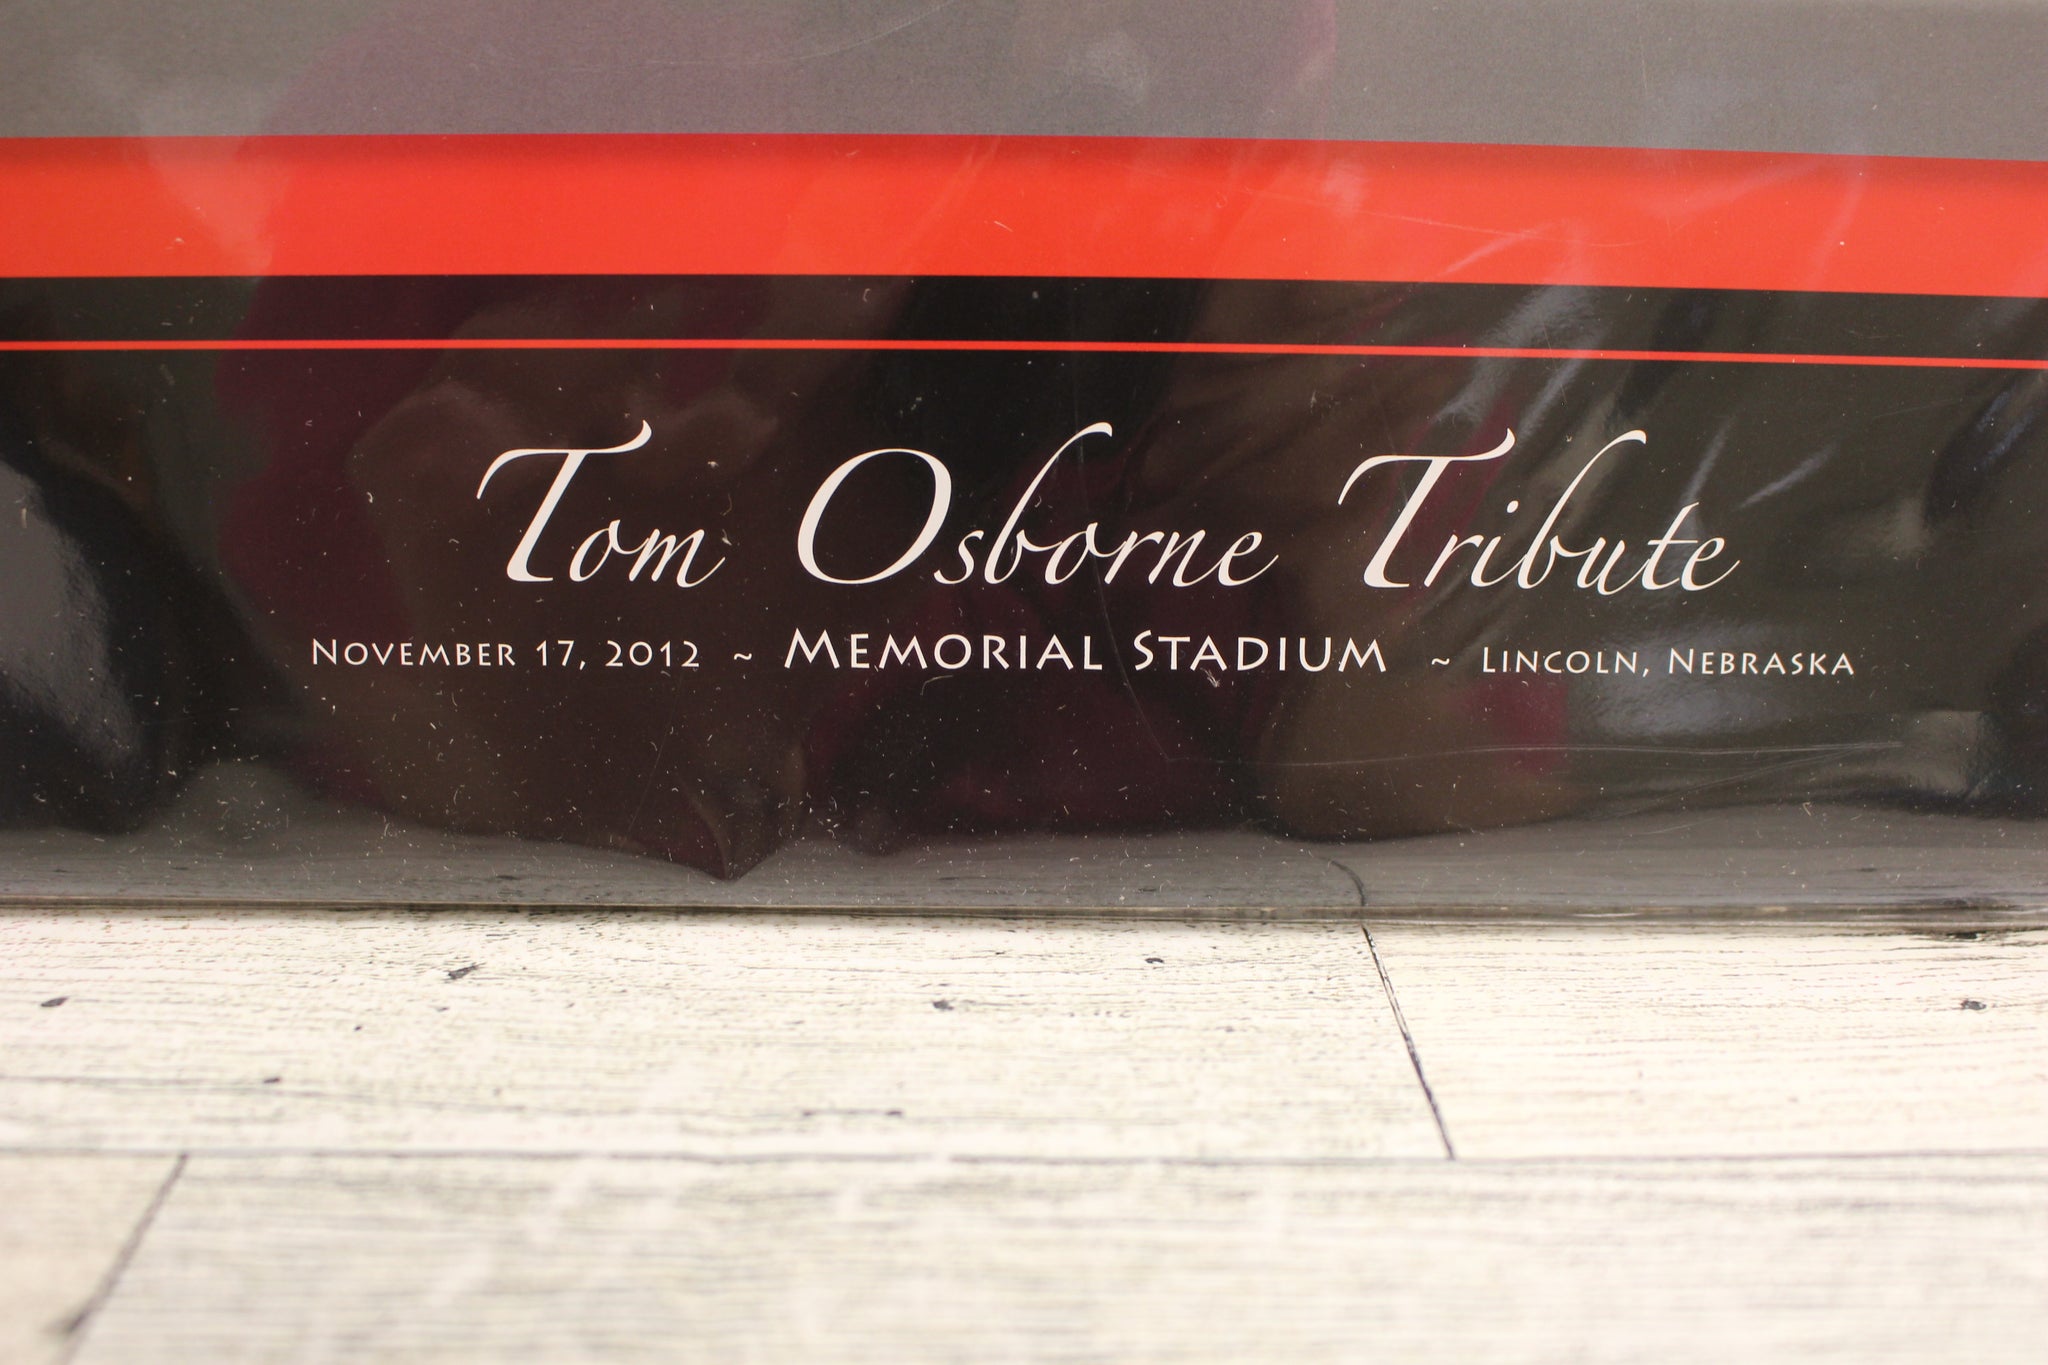 Tom Osborne Tribute
November 17, 2012 ~ Memorial Stadium ~ Lincoln, Nebraska